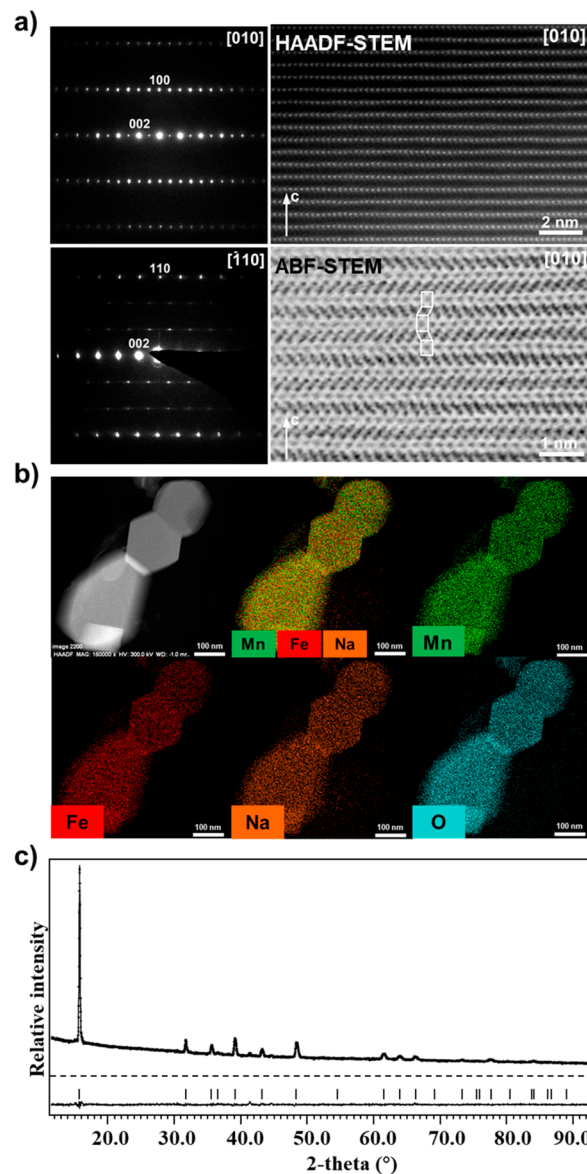 a)
[010]
100
002
HAADF-STEM
[010]
c
2 nm
[1̄10]
110
002
ABF-STEM
[010]
c
1 nm
b)
image 2200
HAADF MAG: 160000 x HV: 300.0 kV WD: -1.0 m..
100 nm
Mn
Fe
Na
100 nm
Mn
100 nm
Fe
100 nm
Na
100 nm
O
100 nm
c)
Relative intensity
20.0 30.0 40.0 50.0 60.0 70.0 80.0 90.0
2-theta (°)